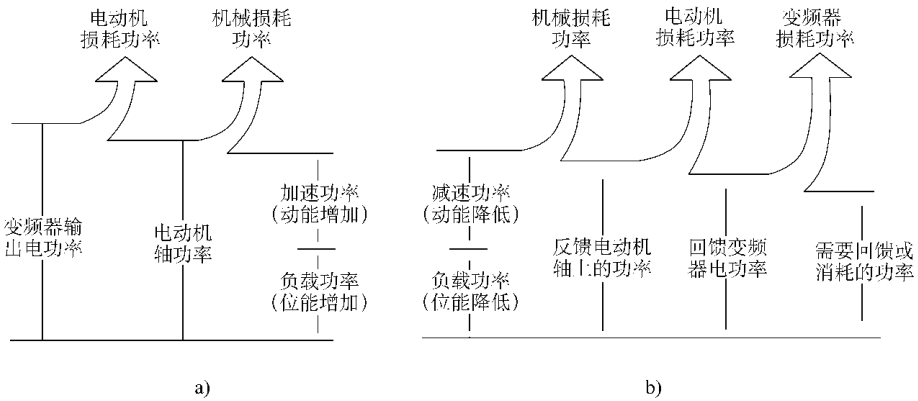 电动机
损耗功率
机械损耗
功率
变频器输
出电功率
电动机
轴功率
加速功率
(动能增加)
负载功率
(位能增加)
a)
机械损耗
功率
电动机
损耗功率
变频器
损耗功率
减速功率
(动能降低)
负载功率
(位能降低)
反馈电动机
轴上的功率
回馈变频
器电功率
需要回馈或
消耗的功率
b)